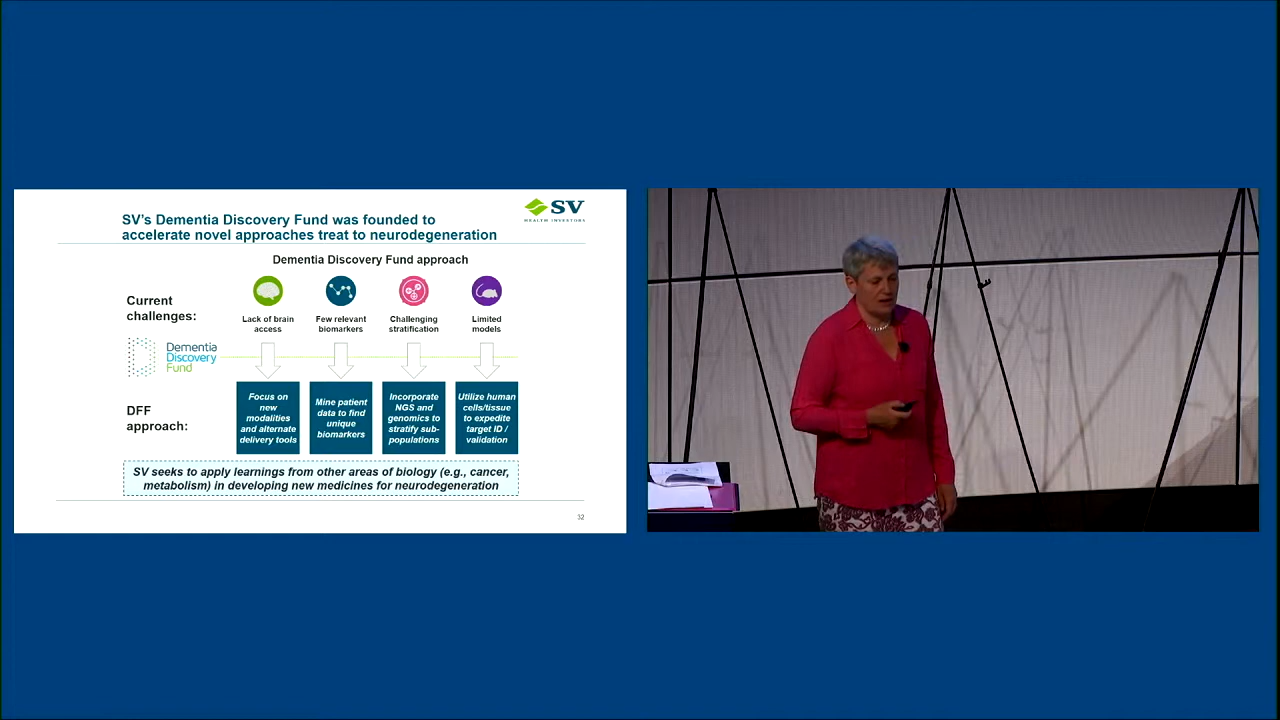 SV
HEALTH INVESTORS
SV's Dementia Discovery Fund was founded to
accelerate novel approaches treat to neurodegeneration
Dementia Discovery Fund approach
Current
challenges:
Lack of brain
access
Few relevant
biomarkers
Challenging
stratification
Limited
models
Dementia
Discovery
Fund
DFF
approach:
Focus on
new
modalities
and alternate
delivery tools
Mine patient
data to find
unique
biomarkers
Incorporate
NGS and
genomics to
stratify sub-
populations
Utilize human
cells/tissue
to expedite
target ID /
validation
SV seeks to apply learnings from other areas of biology (e.g., cancer,
metabolism) in developing new medicines for neurodegeneration
32